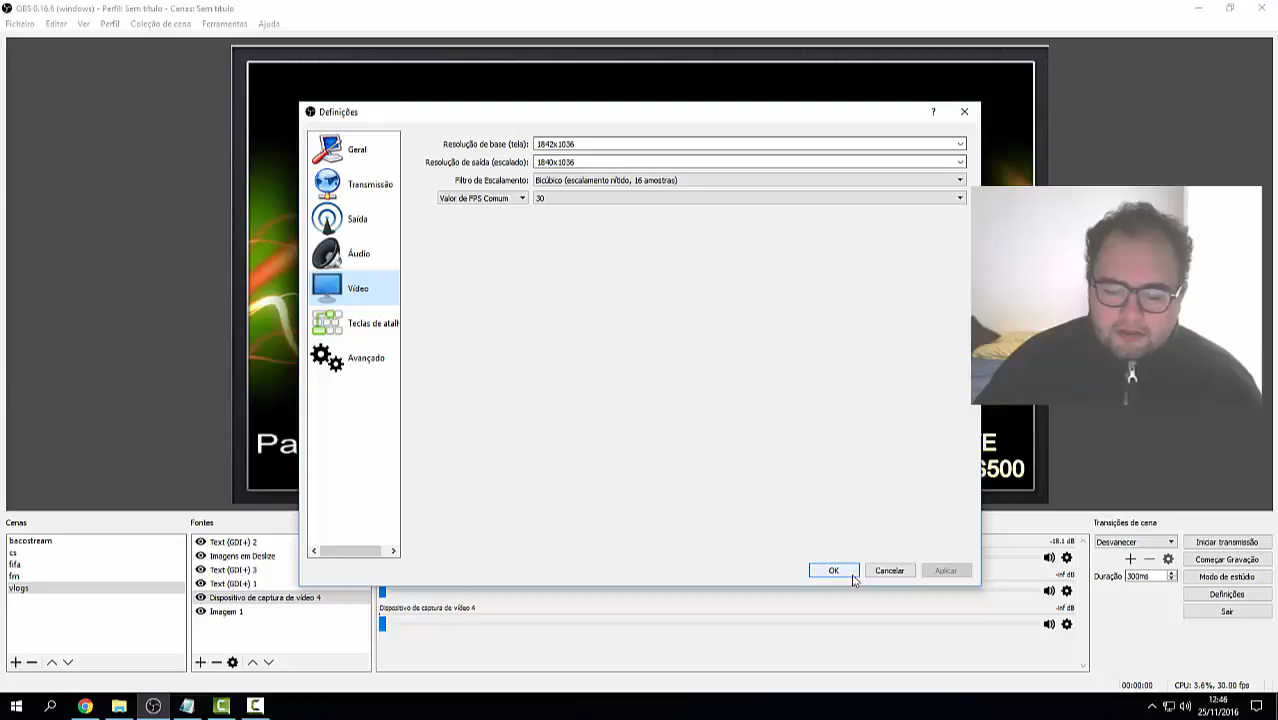 OBS 0.16.6 (windows) - Perfil: Sem título - Cenas: Sem título
Ficheiro Editar Ver Perfil Coleção de cena Ferramentas Ajuda
Definições
?
Geral
Transmissão
Saída
Áudio
Vídeo
Teclas de atall
Avançado
Resolução de base (tela): 1842x1036
Resolução de saída (escalado): 1840x1036
Filtro de Escalamento: Bicúbico (escalamento nítido, 16 amostras)
Valor de FPS Comum 30
OK Cancelar Aplicar
Pa
E
6500
Cenas
bacostream
cs
fifa
fm
vlogs
Fontes
Text (GDI+) 2
Imagens em Deslize
Text (GDI+) 3
Text (GDI+) 1
Dispositivo de captura de vídeo 4
Imagem 1
-18.1 dB
-inf dB
Dispositivo de captura de vídeo 4
-inf dB
Transições de cena
Desvanecer
Duração 300ms
Iniciar transmissão
Começar Gravação
Modo de estúdio
Definições
Sair
00:00:00 CPU: 3.6%, 30.00 fps
12:46
25/11/2016